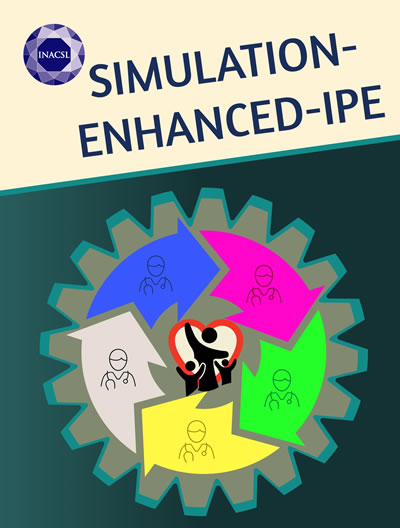 INACSL
SIMULATION-
ENHANCED-IPE